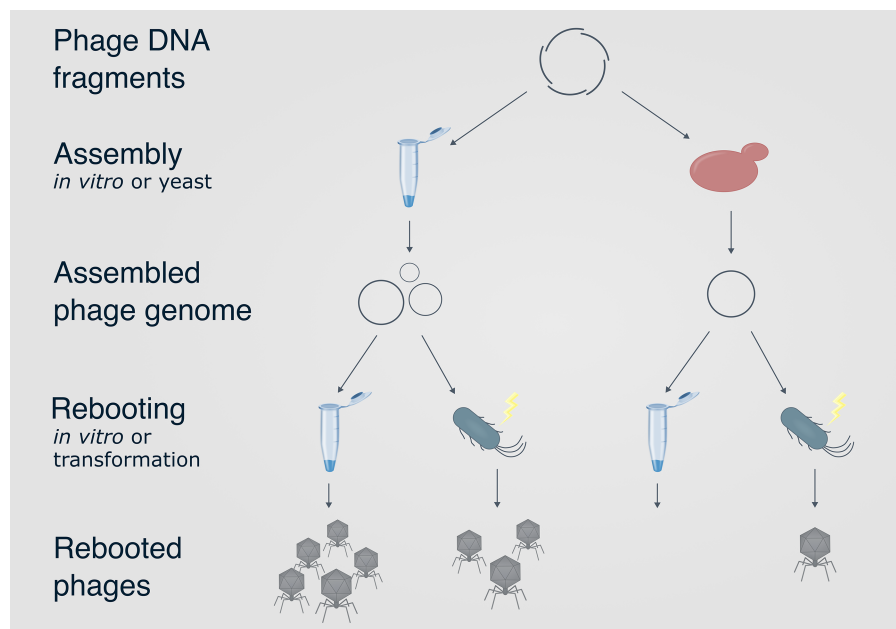 Phage DNA
fragments
Assembly
in vitro or yeast
Assembled
phage genome
Rebooting
in vitro or
transformation
Rebooted
phages